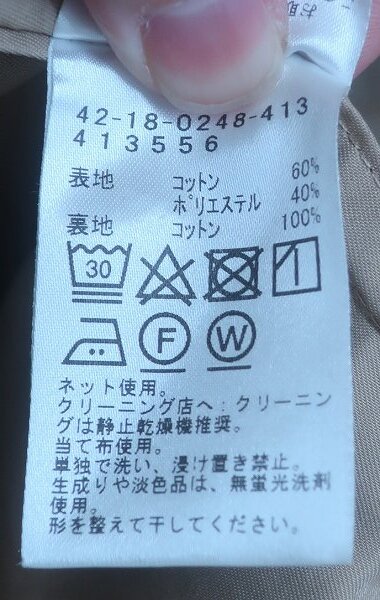 お取
42-18-0248-413
413556
表地 コットン 60%
ポリエステル 40%
裏地 コットン 100%
30
F W
ネット使用。
クリーニング店へ:クリーニン
グは静止乾燥機推奨。
当て布使用。
単独で洗い、浸け置き禁止。
生成りや淡色品は、無蛍光洗剤
使用。
形を整えて干してください。